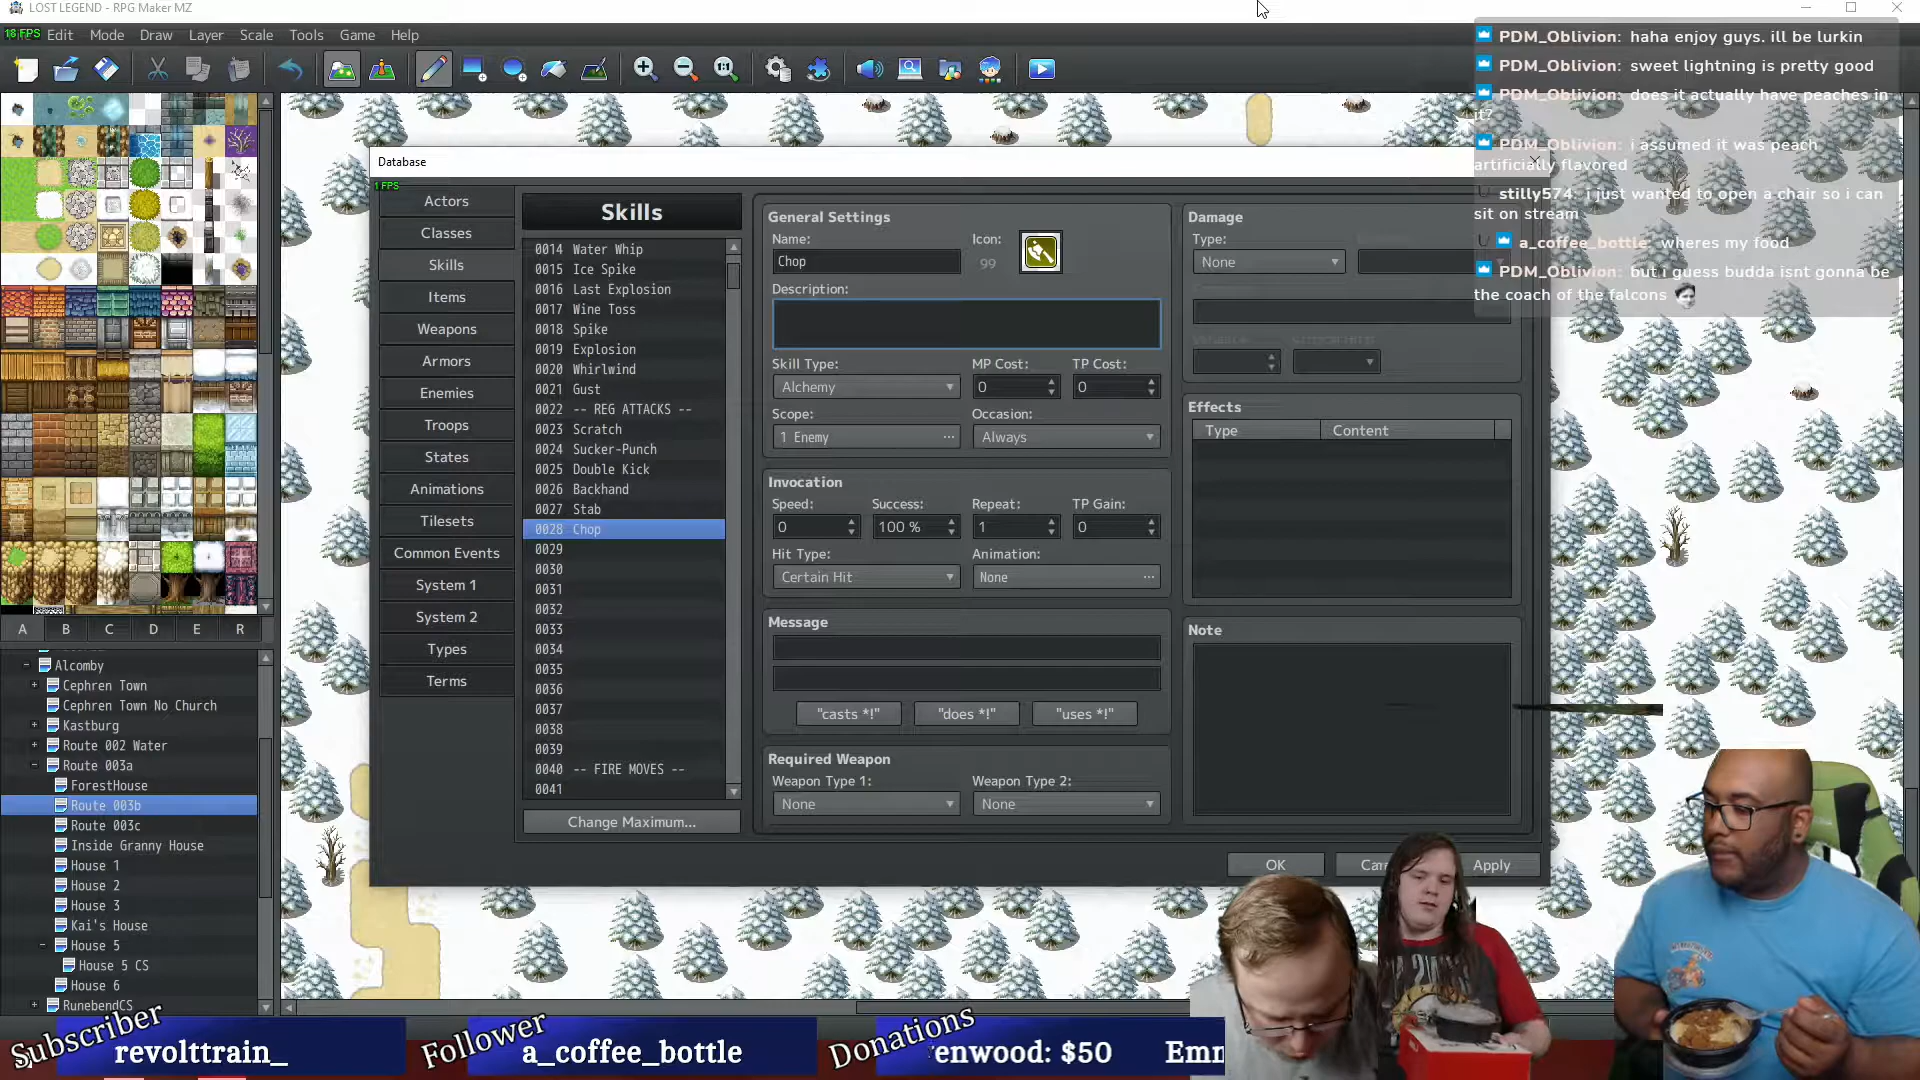 LOST LEGEND - RPG Maker MZ
18 FPS
Edit Mode Draw Layer Scale Tools Game Help
A B C D E R
Alcomby
Cephren Town
Cephren Town No Church
Kastburg
Route 002 Water
Route 003a
ForestHouse
Route 003b
Route 003c
Inside Granny House
House 1
House 2
House 3
Kai's House
House 5
House 5 CS
House 6
RunebendCS
Database
1 FPS
Actors
Classes
Skills
Items
Weapons
Armors
Enemies
Troops
States
Animations
Tilesets
Common Events
System 1
System 2
Types
Terms
Skills
0014 Water Whip
0015 Ice Spike
0016 Last Explosion
0017 Wine Toss
0018 Spike
0019 Explosion
0020 Whirlwind
0021 Gust
0022 -- REG ATTACKS --
0023 Scratch
0024 Sucker-Punch
0025 Double Kick
0026 Backhand
0027 Stab
0028 Chop
0029
0030
0031
0032
0033
0034
0035
0036
0037
0038
0039
0040 -- FIRE MOVES --
0041
Change Maximum...
General Settings
Name: Icon:
Chop 99
Description:
Skill Type: MP Cost: TP Cost:
Alchemy 0 0
Scope: Occasion:
1 Enemy Always
Invocation
Speed: Success: Repeat: TP Gain:
0 100 % 1 0
Hit Type: Animation:
Certain Hit None
Message
"casts *!" "does *!" "uses *!"
Required Weapon
Weapon Type 1: Weapon Type 2:
None None
Damage
Type:
None
Effects
Type Content
Note
OK Can Apply
PDM_Oblivion: haha enjoy guys. ill be lurkin
PDM_Oblivion: sweet lightning is pretty good
PDM_Oblivion: does it actually have peaches in
it?
PDM_Oblivion: i assumed it was peach
artificially flavored
stilly574: i just wanted to open a chair so i can
sit on stream
a_coffee_bottle: wheres my food
PDM_Oblivion: but i guess budda isnt gonna be
the coach of the falcons
Subscriber
revolttrain_
Follower
a_coffee_bottle
Donations
enwood: $50 Emr